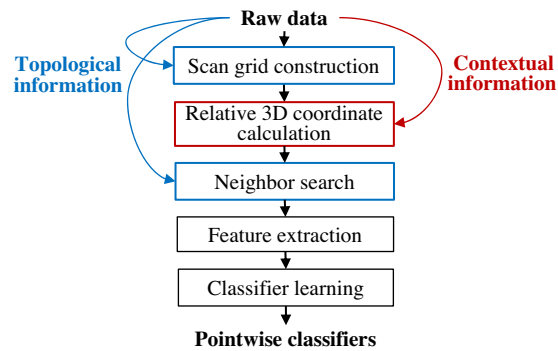 Raw data
Topological
information
Scan grid construction
Contextual
information
Relative 3D coordinate
calculation
Neighbor search
Feature extraction
Classifier learning
Pointwise classifiers